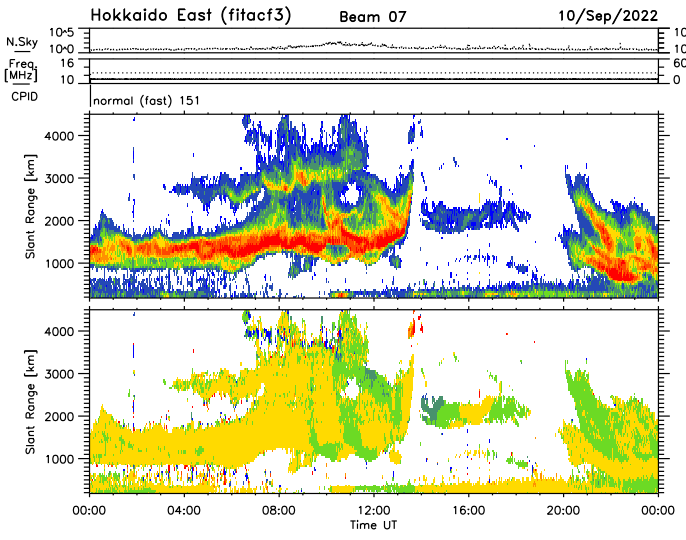 Hokkaido East (fitacf3) Beam 07 10/Sep/2022
N.Sky 10^5 10^0 10 10
Freq. [MHz] 16 10 60 0
CPID normal (fast) 151
Slant Range [km] 4000 3000 2000 1000
Slant Range [km] 4000 3000 2000 1000
00:00 04:00 08:00 12:00 16:00 20:00 00:00
Time UT